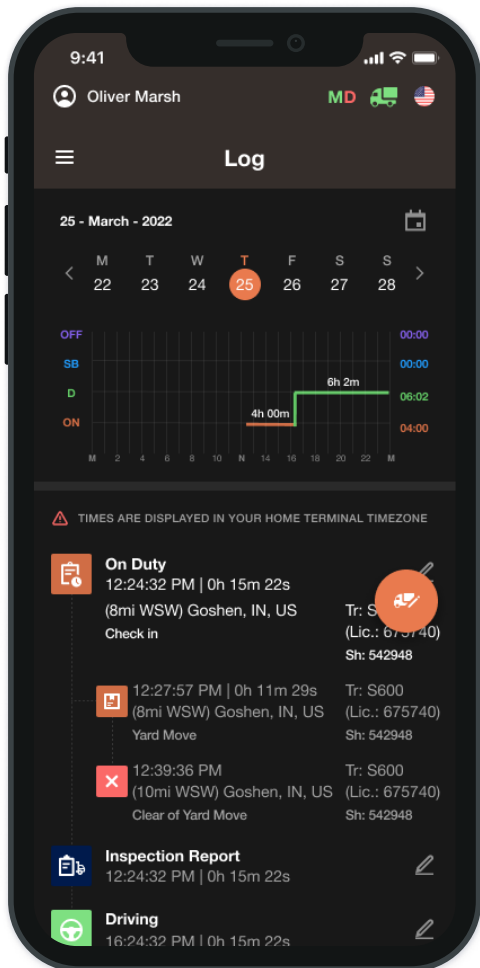 9:41
Oliver Marsh
MD
Log
25 - March - 2022
M T W T F S S
22 23 24 25 26 27 28
OFF 00:00
SB 00:00
6h 2m
D 06:02
4h 00m
ON 04:00
M 2 4 6 8 10 N 14 16 18 20 22 M
TIMES ARE DISPLAYED IN YOUR HOME TERMINAL TIMEZONE
On Duty
12:24:32 PM | 0h 15m 22s
(8mi WSW) Goshen, IN, US Tr:
Check in (Lic.:
Sh: 542948
12:27:57 PM | 0h 11m 29s Tr: S600
(8mi WSW) Goshen, IN, US (Lic.: 675740)
Yard Move Sh: 542948
12:39:36 PM Tr: S600
(10mi WSW) Goshen, IN, US (Lic.: 675740)
Clear of Yard Move Sh: 542948
Inspection Report
12:24:32 PM | 0h 15m 22s
Driving
16:24:32 PM | 0h 15m 22s